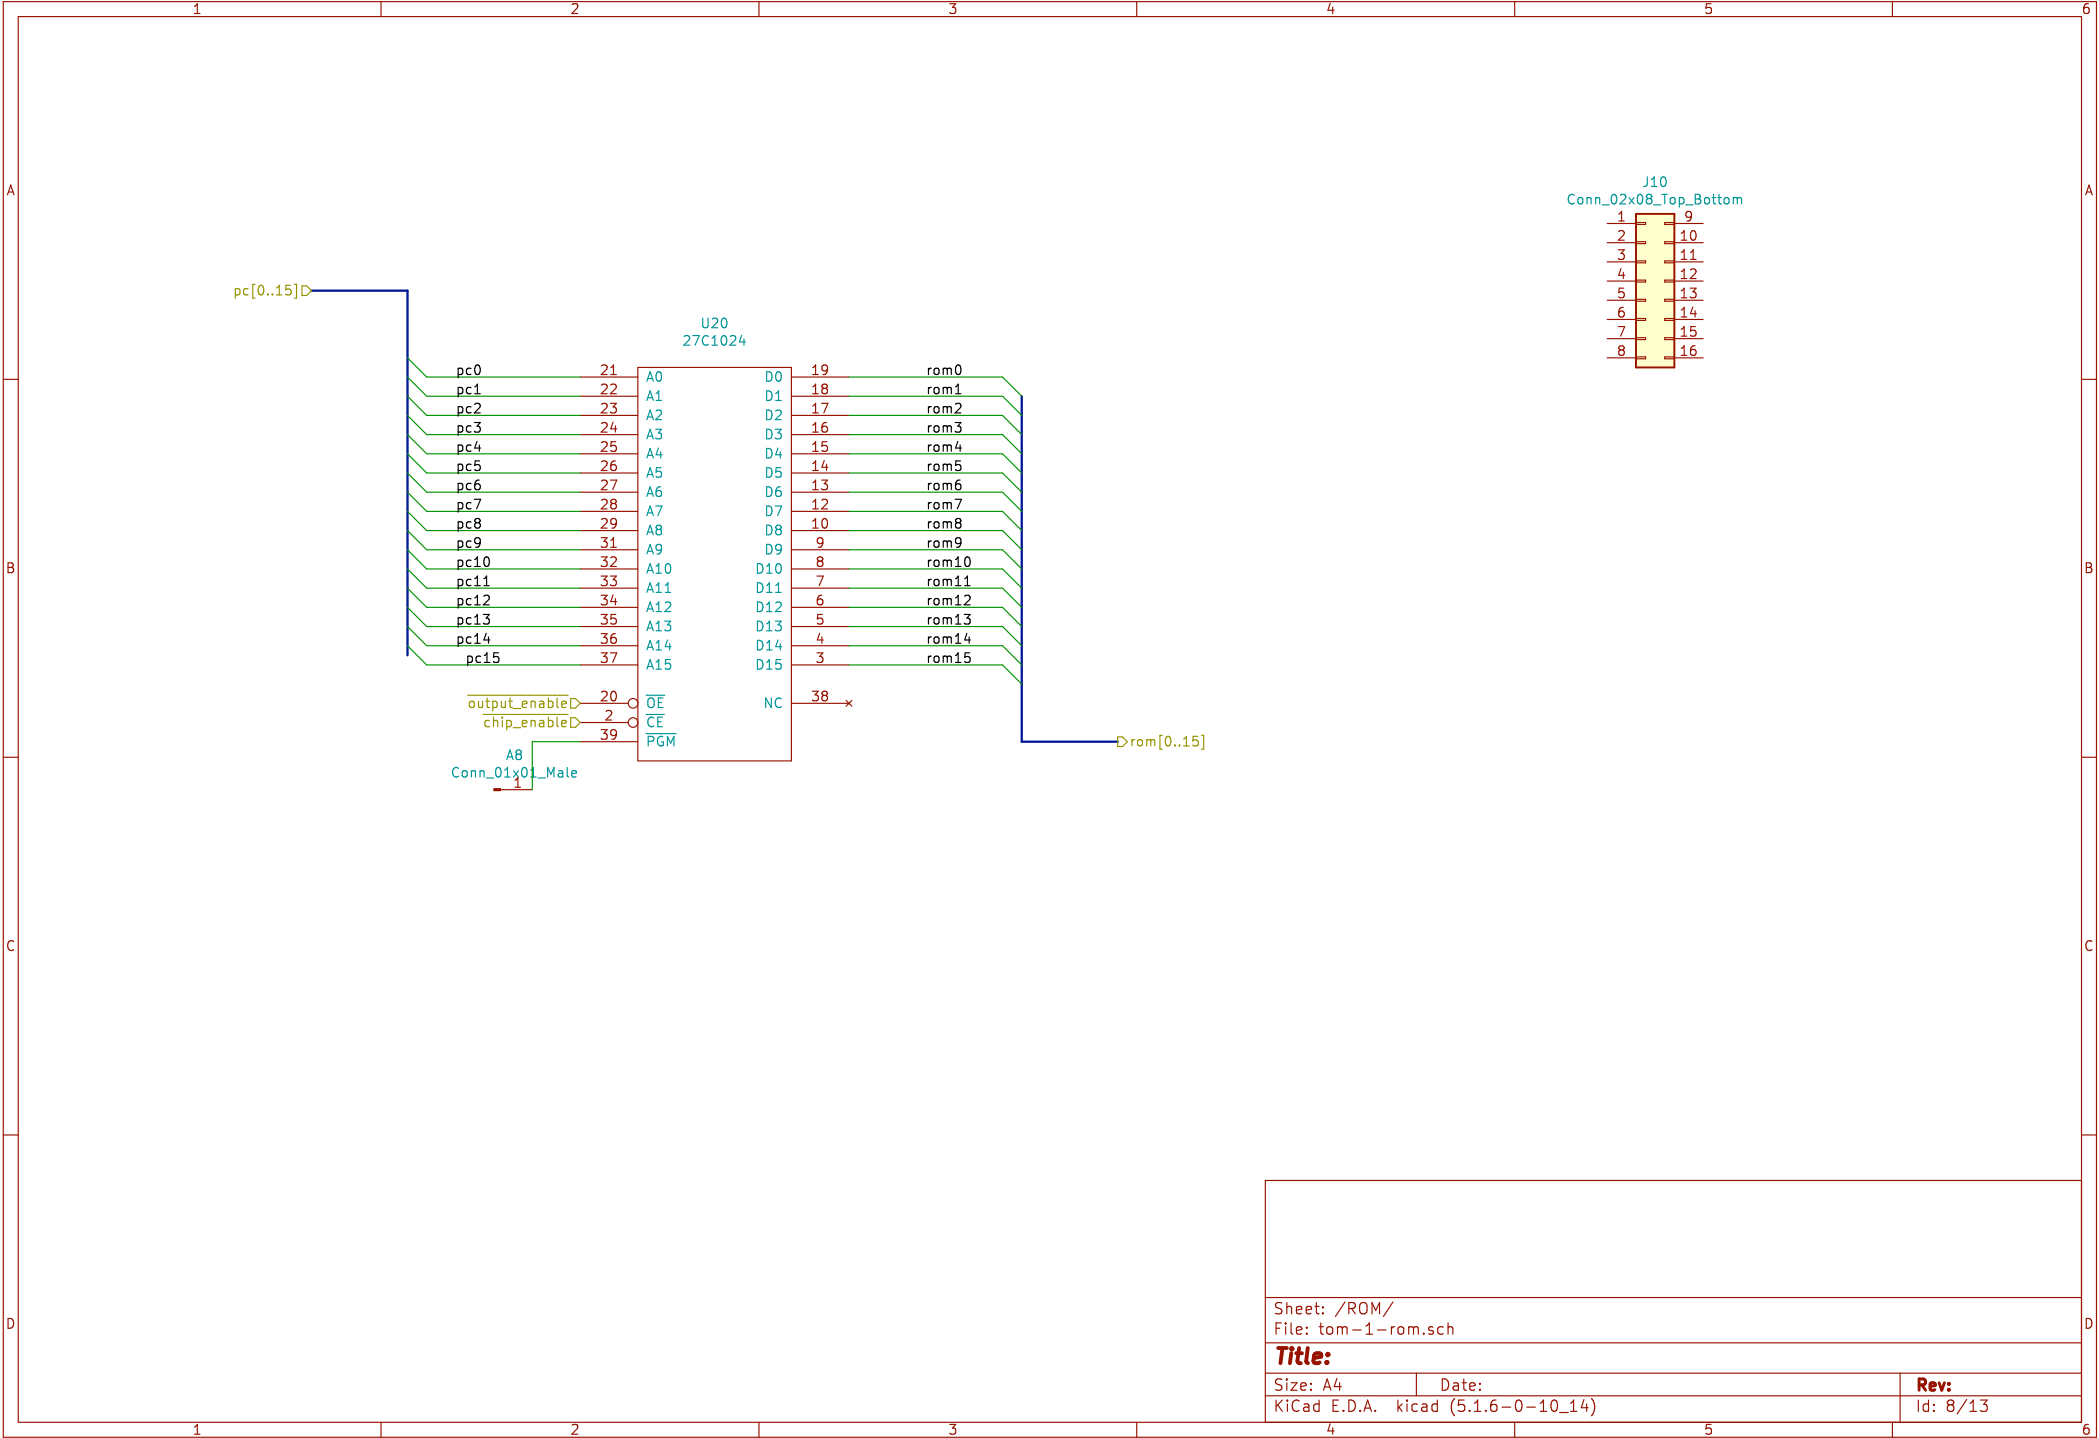 1 2 3 4 5 6
A A
J10
Conn_02x08_Top_Bottom
1 9
2 10
3 11
4 12
5 13
6 14
7 15
8 16
pc[0..15]
U20
27C1024
pc0 21 A0 D0 19 rom0
pc1 22 A1 D1 18 rom1
pc2 23 A2 D2 17 rom2
pc3 24 A3 D3 16 rom3
pc4 25 A4 D4 15 rom4
pc5 26 A5 D5 14 rom5
pc6 27 A6 D6 13 rom6
pc7 28 A7 D7 12 rom7
pc8 29 A8 D8 10 rom8
pc9 31 A9 D9 9 rom9
B B
pc10 32 A10 D10 8 rom10
pc11 33 A11 D11 7 rom11
pc12 34 A12 D12 6 rom12
pc13 35 A13 D13 5 rom13
pc14 36 A14 D14 4 rom14
pc15 37 A15 D15 3 rom15
output_enable 20 OE NC 38
chip_enable 2 CE
39 PGM rom[0..15]
A8
Conn_01x01_Male
1
C C
Sheet: /ROM/
File: tom-1-rom.sch
D D
Title:
Size: A4 Date: Rev:
KiCad E.D.A. kicad (5.1.6-0-10_14) Id: 8/13
1 2 3 4 5 6